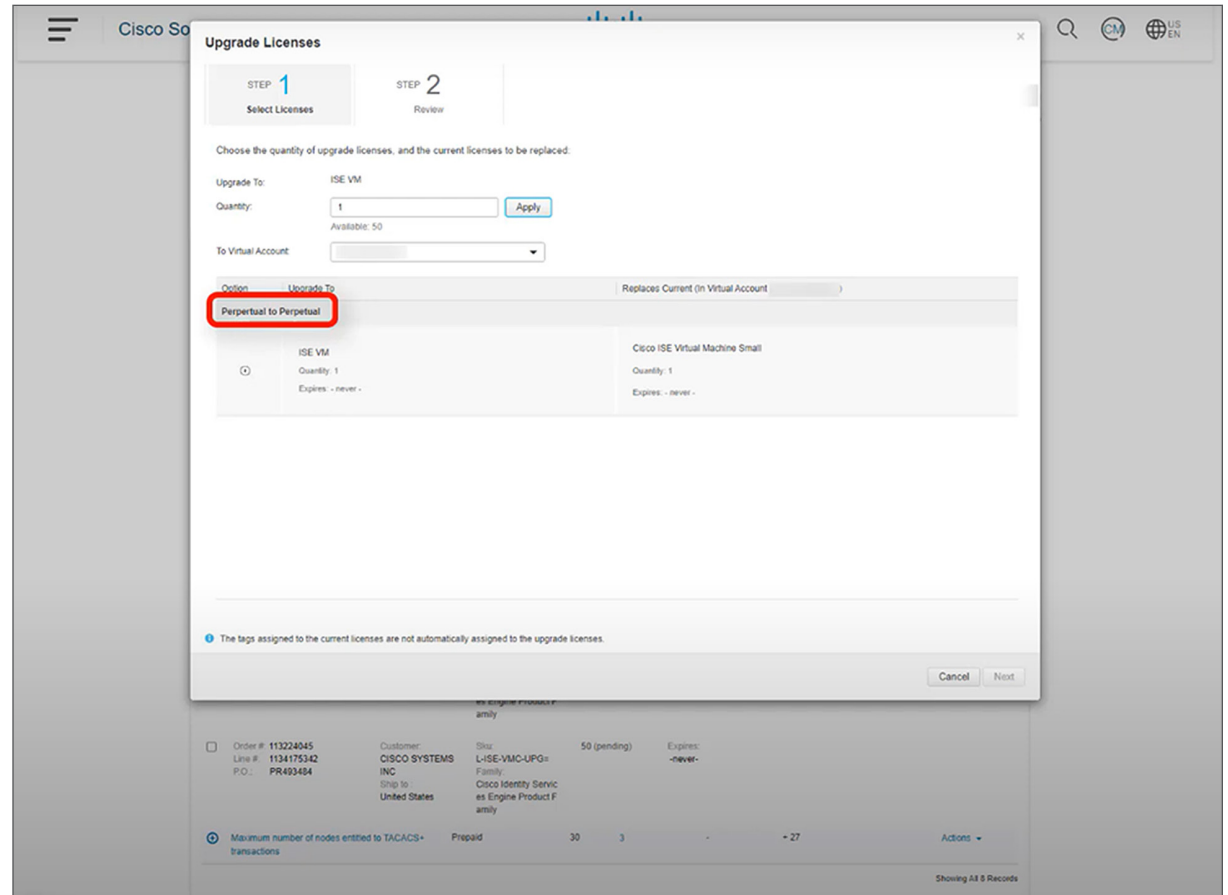 Cisco So
US
CM
EN
Upgrade Licenses
×
STEP 1
Select Licenses
STEP 2
Review
Choose the quantity of upgrade licenses, and the current licenses to be replaced:
Upgrade To:
ISE VM
Quantity:
1
Apply
Available: 50
To Virtual Account:
Option
Upgrade To
Replaces Current (In Virtual Account )
Perpertual to Perpetual
ISE VM
Quantity: 1
Expires: - never -
Cisco ISE Virtual Machine Small
Quantity: 1
Expires: - never -
The tags assigned to the current licenses are not automatically assigned to the upgrade licenses.
Cancel
Next
es Engine Product F
amily
Order #: 113224045
Line #: 1134175342
P.O.: PR493484
Customer:
CISCO SYSTEMS
INC
Ship to :
United States
Sku:
L-ISE-VMC-UPG=
Family:
Cisco Identity Servic
es Engine Product F
amily
50 (pending)
Expires:
-never-
Maximum number of nodes entitled to TACACS+
transactions
Prepaid
30
3
-
+ 27
Actions
Showing All 8 Records